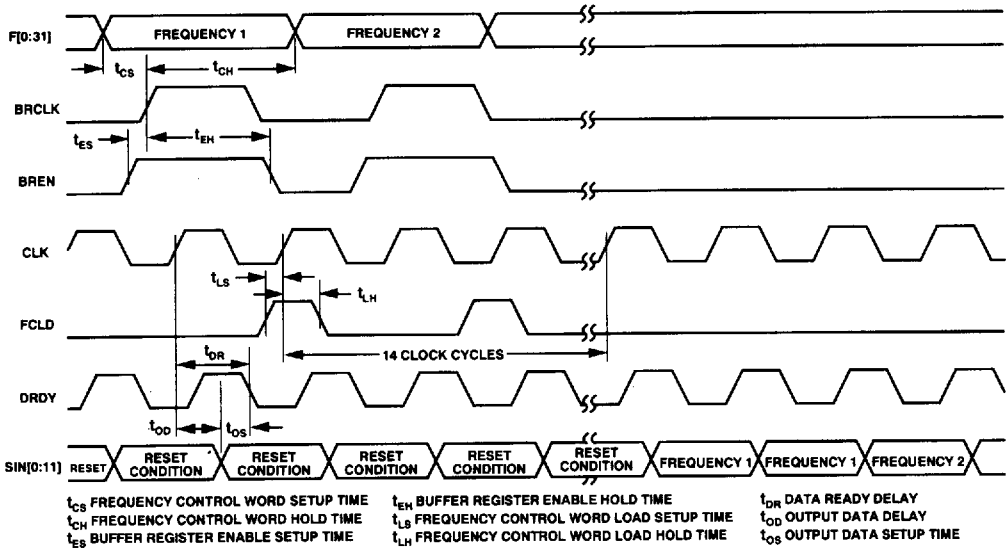 F[0:31]
FREQUENCY 1
FREQUENCY 2
tCS
tCH
BRCLK
tES
tEH
BREN
CLK
tLS
tLH
FCLD
tDR
14 CLOCK CYCLES
DRDY
tOD
tOS
SIN[0:11]
RESET
RESET CONDITION
RESET CONDITION
RESET CONDITION
RESET CONDITION
RESET CONDITION
FREQUENCY 1
FREQUENCY 1
FREQUENCY 2
tCS FREQUENCY CONTROL WORD SETUP TIME
tCH FREQUENCY CONTROL WORD HOLD TIME
tES BUFFER REGISTER ENABLE SETUP TIME
tEH BUFFER REGISTER ENABLE HOLD TIME
tLS FREQUENCY CONTROL WORD LOAD SETUP TIME
tLH FREQUENCY CONTROL WORD LOAD HOLD TIME
tDR DATA READY DELAY
tOD OUTPUT DATA DELAY
tOS OUTPUT DATA SETUP TIME